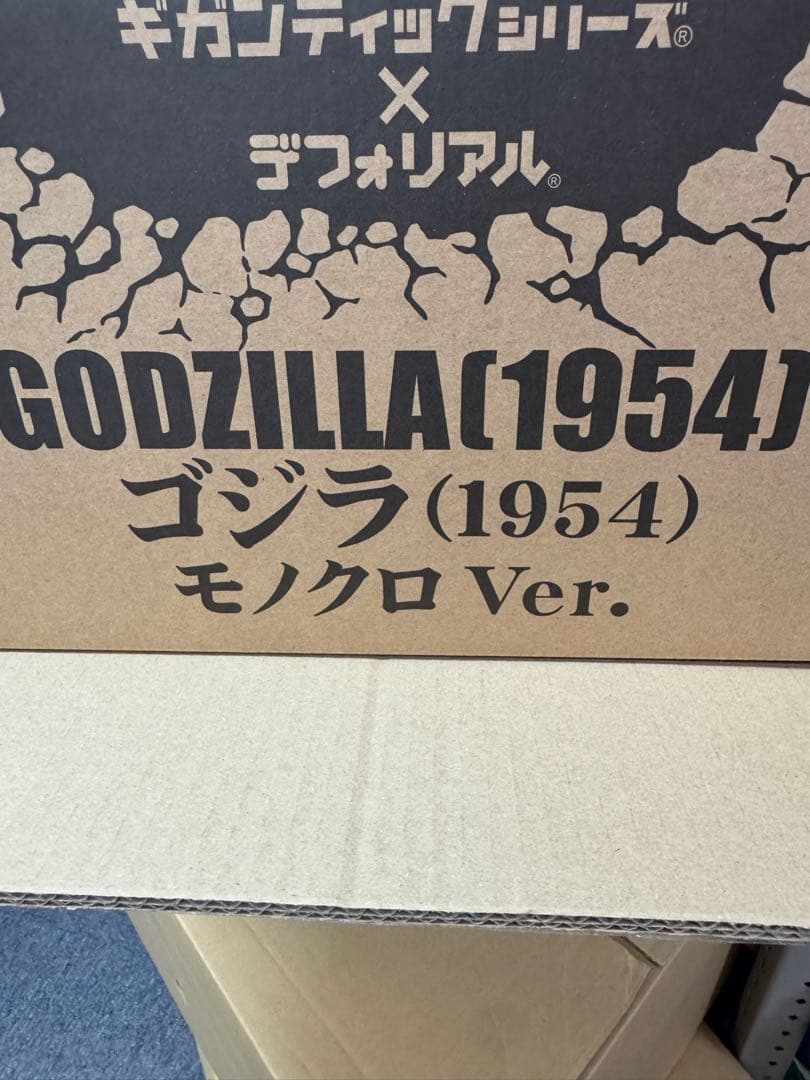 ギガンティックシリーズ®
×
デフォリアル®
GODZILLA(1954)
ゴジラ(1954)
モノクロ Ver.